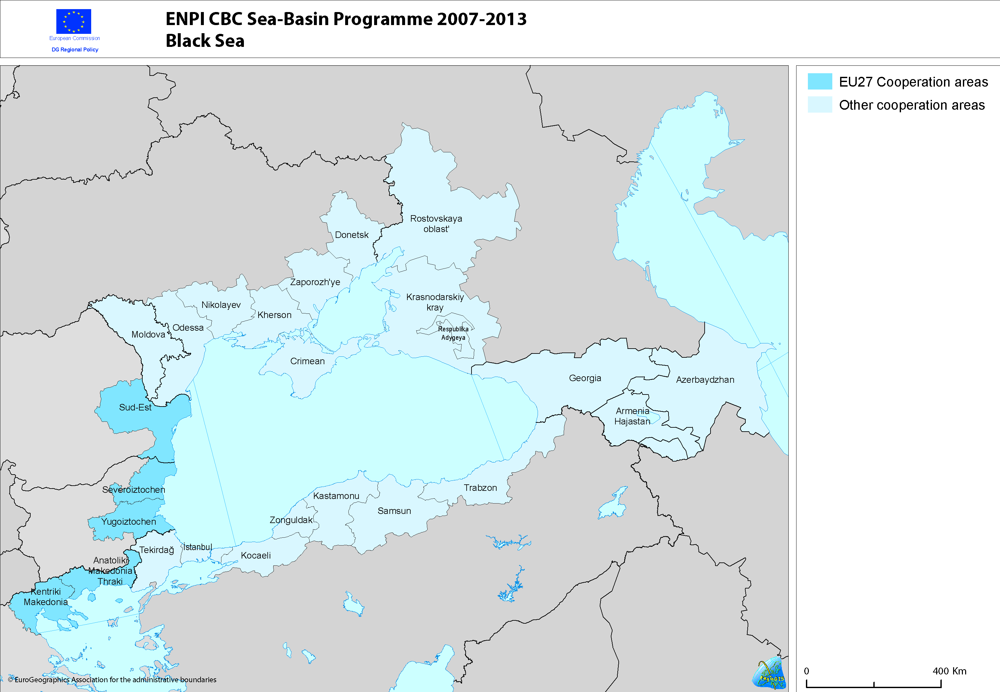 ENPI CBC Sea-Basin Programme 2007-2013
Black Sea
European Commission
DG Regional Policy
EU27 Cooperation areas
Other cooperation areas
Rostovskaya
oblast'
Donetsk
Zaporozh'ye
Krasnodarskiy
kray
Nikolayev
Kherson
Odessa
Moldova
Respublika
Adygeya
Crimean
Georgia
Azerbaydzhan
Sud-Est
Armenia
Hajastan
Severoiztochen
Trabzon
Kastamonu
Samsun
Zonguldak
Yugoiztochen
İstanbul
Tekirdağ
Kocaeli
Anatoliki
Makedonia
Thraki
Kentriki
Makedonia
RegioGIS
0 400 Km
© EuroGeographics Association for the administrative boundaries